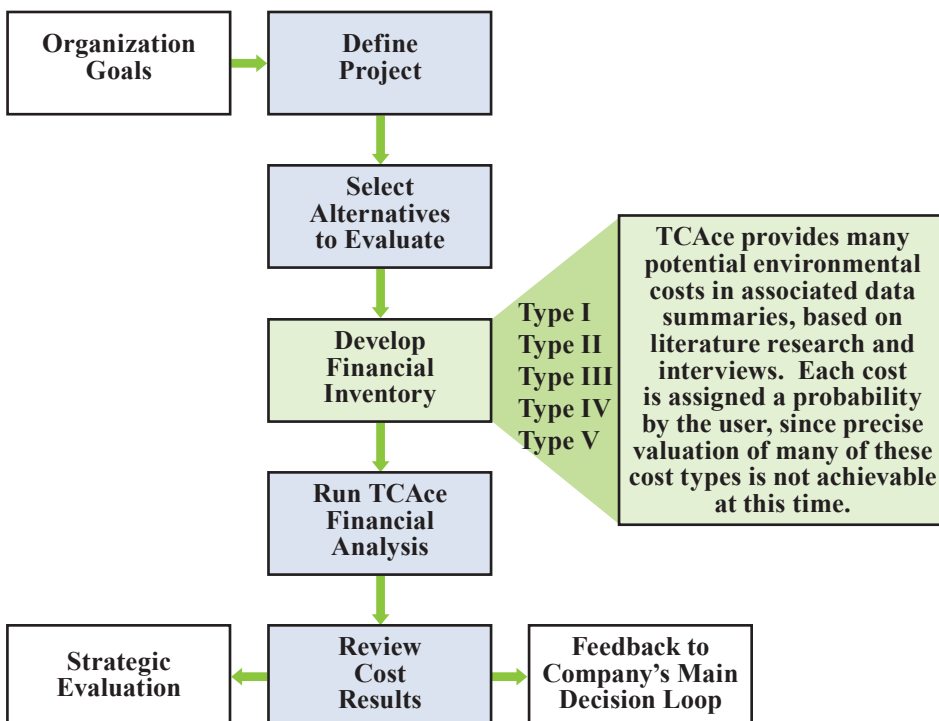 Organization
Goals
Define
Project
Select
Alternatives
to Evaluate
Develop
Financial
Inventory
Type I
Type II
Type III
Type IV
Type V
TCAce provides many
potential environmental
costs in associated data
summaries, based on
literature research and
interviews.  Each cost
is assigned a probability
by the user, since precise
valuation of many of these
cost types is not achievable
at this time.
Run TCAce
Financial
Analysis
Strategic
Evaluation
Review
Cost
Results
Feedback to
Company’s Main
Decision Loop